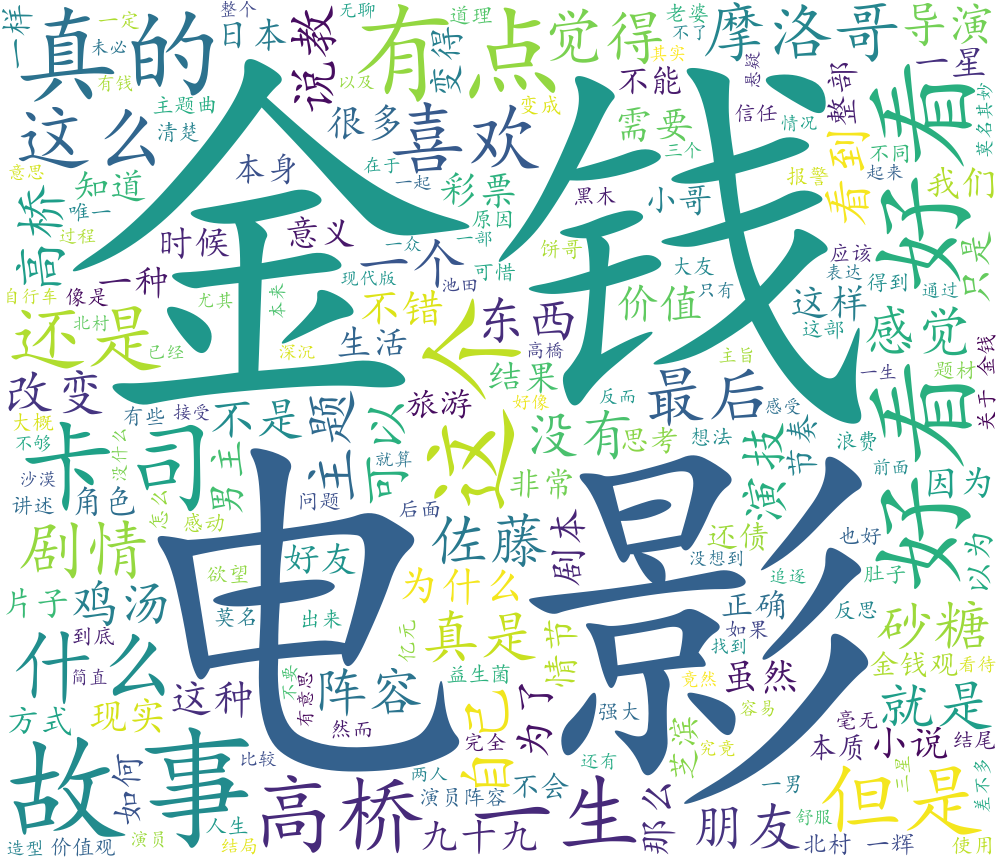 一样
一定
整个
日本
说教
无聊
道理
老婆
不了
摩洛哥
导演
未必
真的
有钱
有点
变得
觉得
以及
其实
悬疑
不能
整部
一星
主题曲
这么
清楚
很多
喜欢
变成
信任
需要
情况
好看
看到
不同
莫名其妙
意思
知道
本身
在于
一起
彩票
三个
报警
起来
我们
唯一
高桥
过程
时候
意义
原因
黑木
小哥
好看
只是
一种
像是
一众
一部
一个
饼哥
应该
表达
得到
自行车
尤其
本来
现代版
池田
可惜
大友
只有
这样
通过
金钱
还是
北村
不错
东西
价值
这部
感觉
已经
深沉
生活
这个
高橋
主旨
题材
关于金钱
改变
大概
有些
接受
不是
旅游
结果
好像
反而
最后
感受
一生
不够
卡司
没什么
主题
就算
可以
没有
思考
想法
演技
节奏
浪费
沙漠
讲述
角色
怎么
男主
感动
问题
后面
非常
前面
因为
剧情
欲望
好友
佐藤
剧本
还债
没想到
也好
以为
电影
片子
鸡汤
莫名
出来
为什么
追逐
肚子
正确
反思
到底
什么
简直
不要
有意思
真是
情节
亿元
益生菌
如果
找到
砂糖
金钱观
看待
这种
阵容
自己
竟然
虽然
方式
现实
然而
完全
为了
强大
容易
毫无
就是
故事
如何
比较
两人
还有
芝滨
究竟
本质
小说
结尾
高桥
演员阵容
不会
一生
那么
一男
但是
三星
差不多
造型
价值观
演员
人生
结局
九十九
朋友
舒服
北村
一辉
使用